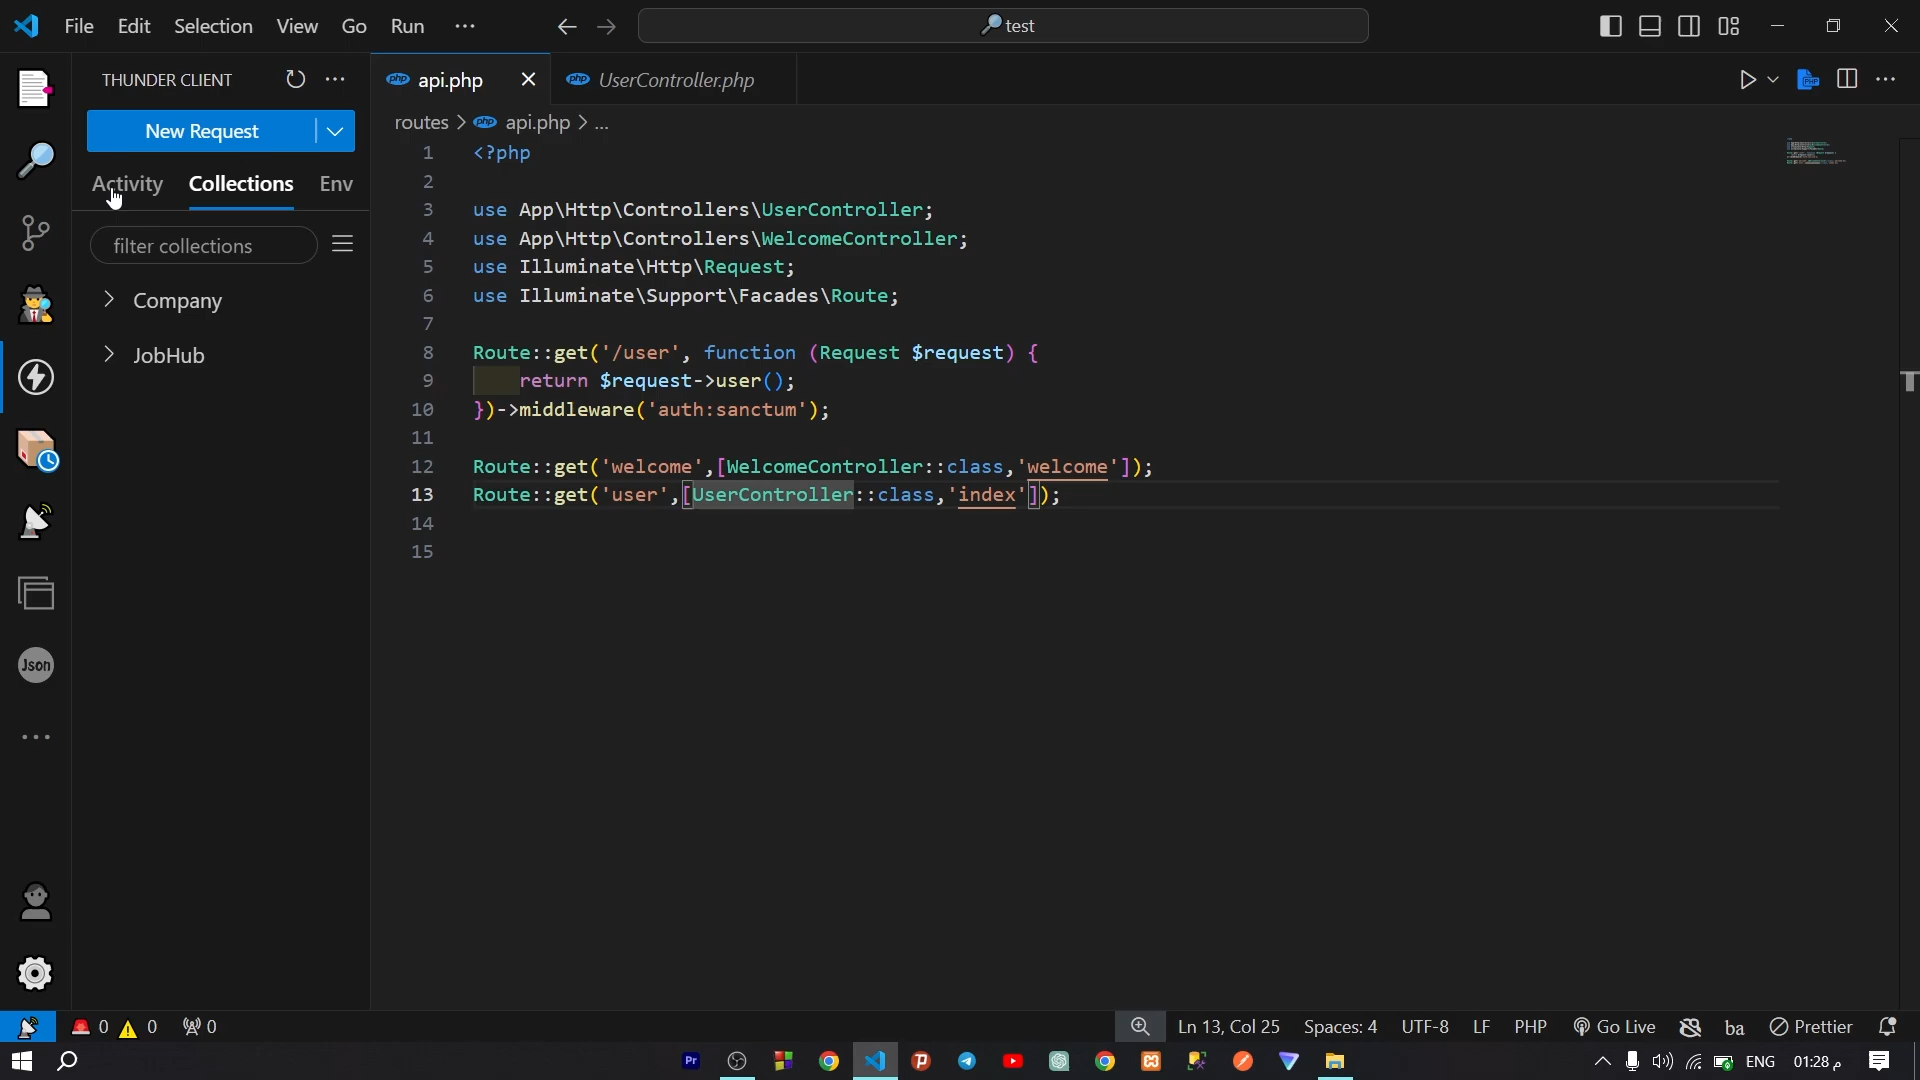 File Edit Selection View Go Run ···
test
THUNDER CLIENT
New Request
Activity Collections Env
filter collections
Company
JobHub
Json
api.php
UserController.php
routes > api.php > ...
1 <?php
2
3 use App\Http\Controllers\UserController;
4 use App\Http\Controllers\WelcomeController;
5 use Illuminate\Http\Request;
6 use Illuminate\Support\Facades\Route;
7
8 Route::get('/user', function (Request $request) {
9 return $request->user();
10 })->middleware('auth:sanctum');
11
12 Route::get('welcome',[WelcomeController::class,'welcome']);
13 Route::get('user',[UserController::class,'index']);
14
15
0 0 0
Ln 13, Col 25 Spaces: 4 UTF-8 LF PHP Go Live ba Prettier
Pr
ENG 01:28 م